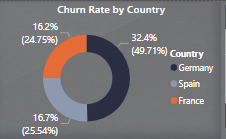 Churn Rate by Country
16.2%
(24.75%)
32.4%
(49.71%)
Country
Germany
Spain
France
16.7%
(25.54%)